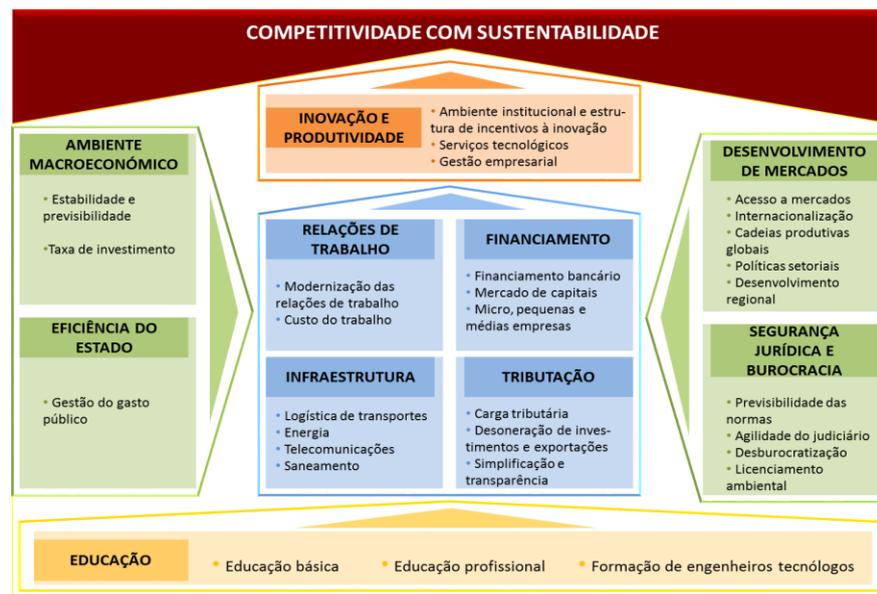 COMPETITIVIDADE COM SUSTENTABILIDADE
INOVAÇÃO E
PRODUTIVIDADE
• Ambiente institucional e estru-
tura de incentivos à inovação
• Serviços tecnológicos
• Gestão empresarial
AMBIENTE
MACROECONÓMICO
• Estabilidade e
previsibilidade
•Taxa de investimento
EFICIÊNCIA DO
ESTADO
• Gestão do gasto
público
RELAÇÕES DE
TRABALHO
• Modernização das
relações de trabalho
• Custo do trabalho
FINANCIAMENTO
• Financiamento bancário
• Mercado de capitais
• Micro, pequenas e
médias empresas
INFRAESTRUTURA
• Logística de transportes
• Energia
• Telecomunicações
• Saneamento
TRIBUTAÇÃO
• Carga tributária
• Desoneração de inves-
timentos e exportações
• Simplificação e
transparência
DESENVOLVIMENTO
DE MERCADOS
• Acesso a mercados
• Internacionalização
• Cadeias produtivas
globais
• Políticas setoriais
• Desenvolvimento
regional
SEGURANÇA
JURÍDICA E
BUROCRACIA
• Previsibilidade das
normas
• Agilidade do judiciário
• Desburocratização
• Licenciamento
ambiental
EDUCAÇÃO
• Educação básica
• Educação profissional
• Formação de engenheiros tecnólogos